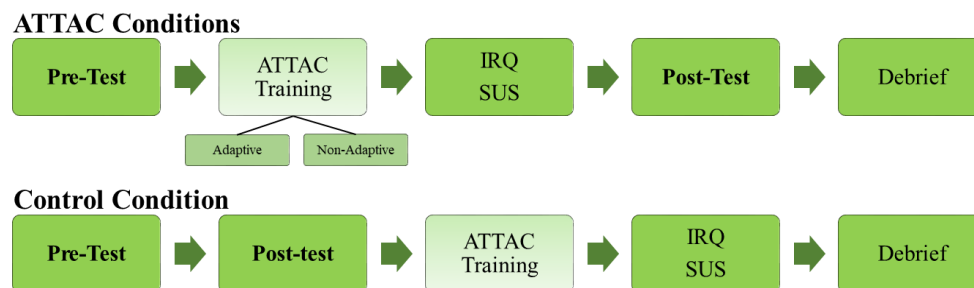 ATTAC Conditions
Pre-Test
ATTAC
Training
IRQ
SUS
Post-Test
Debrief
Adaptive
Non-Adaptive
Control Condition
Pre-Test
Post-test
ATTAC
Training
IRQ
SUS
Debrief